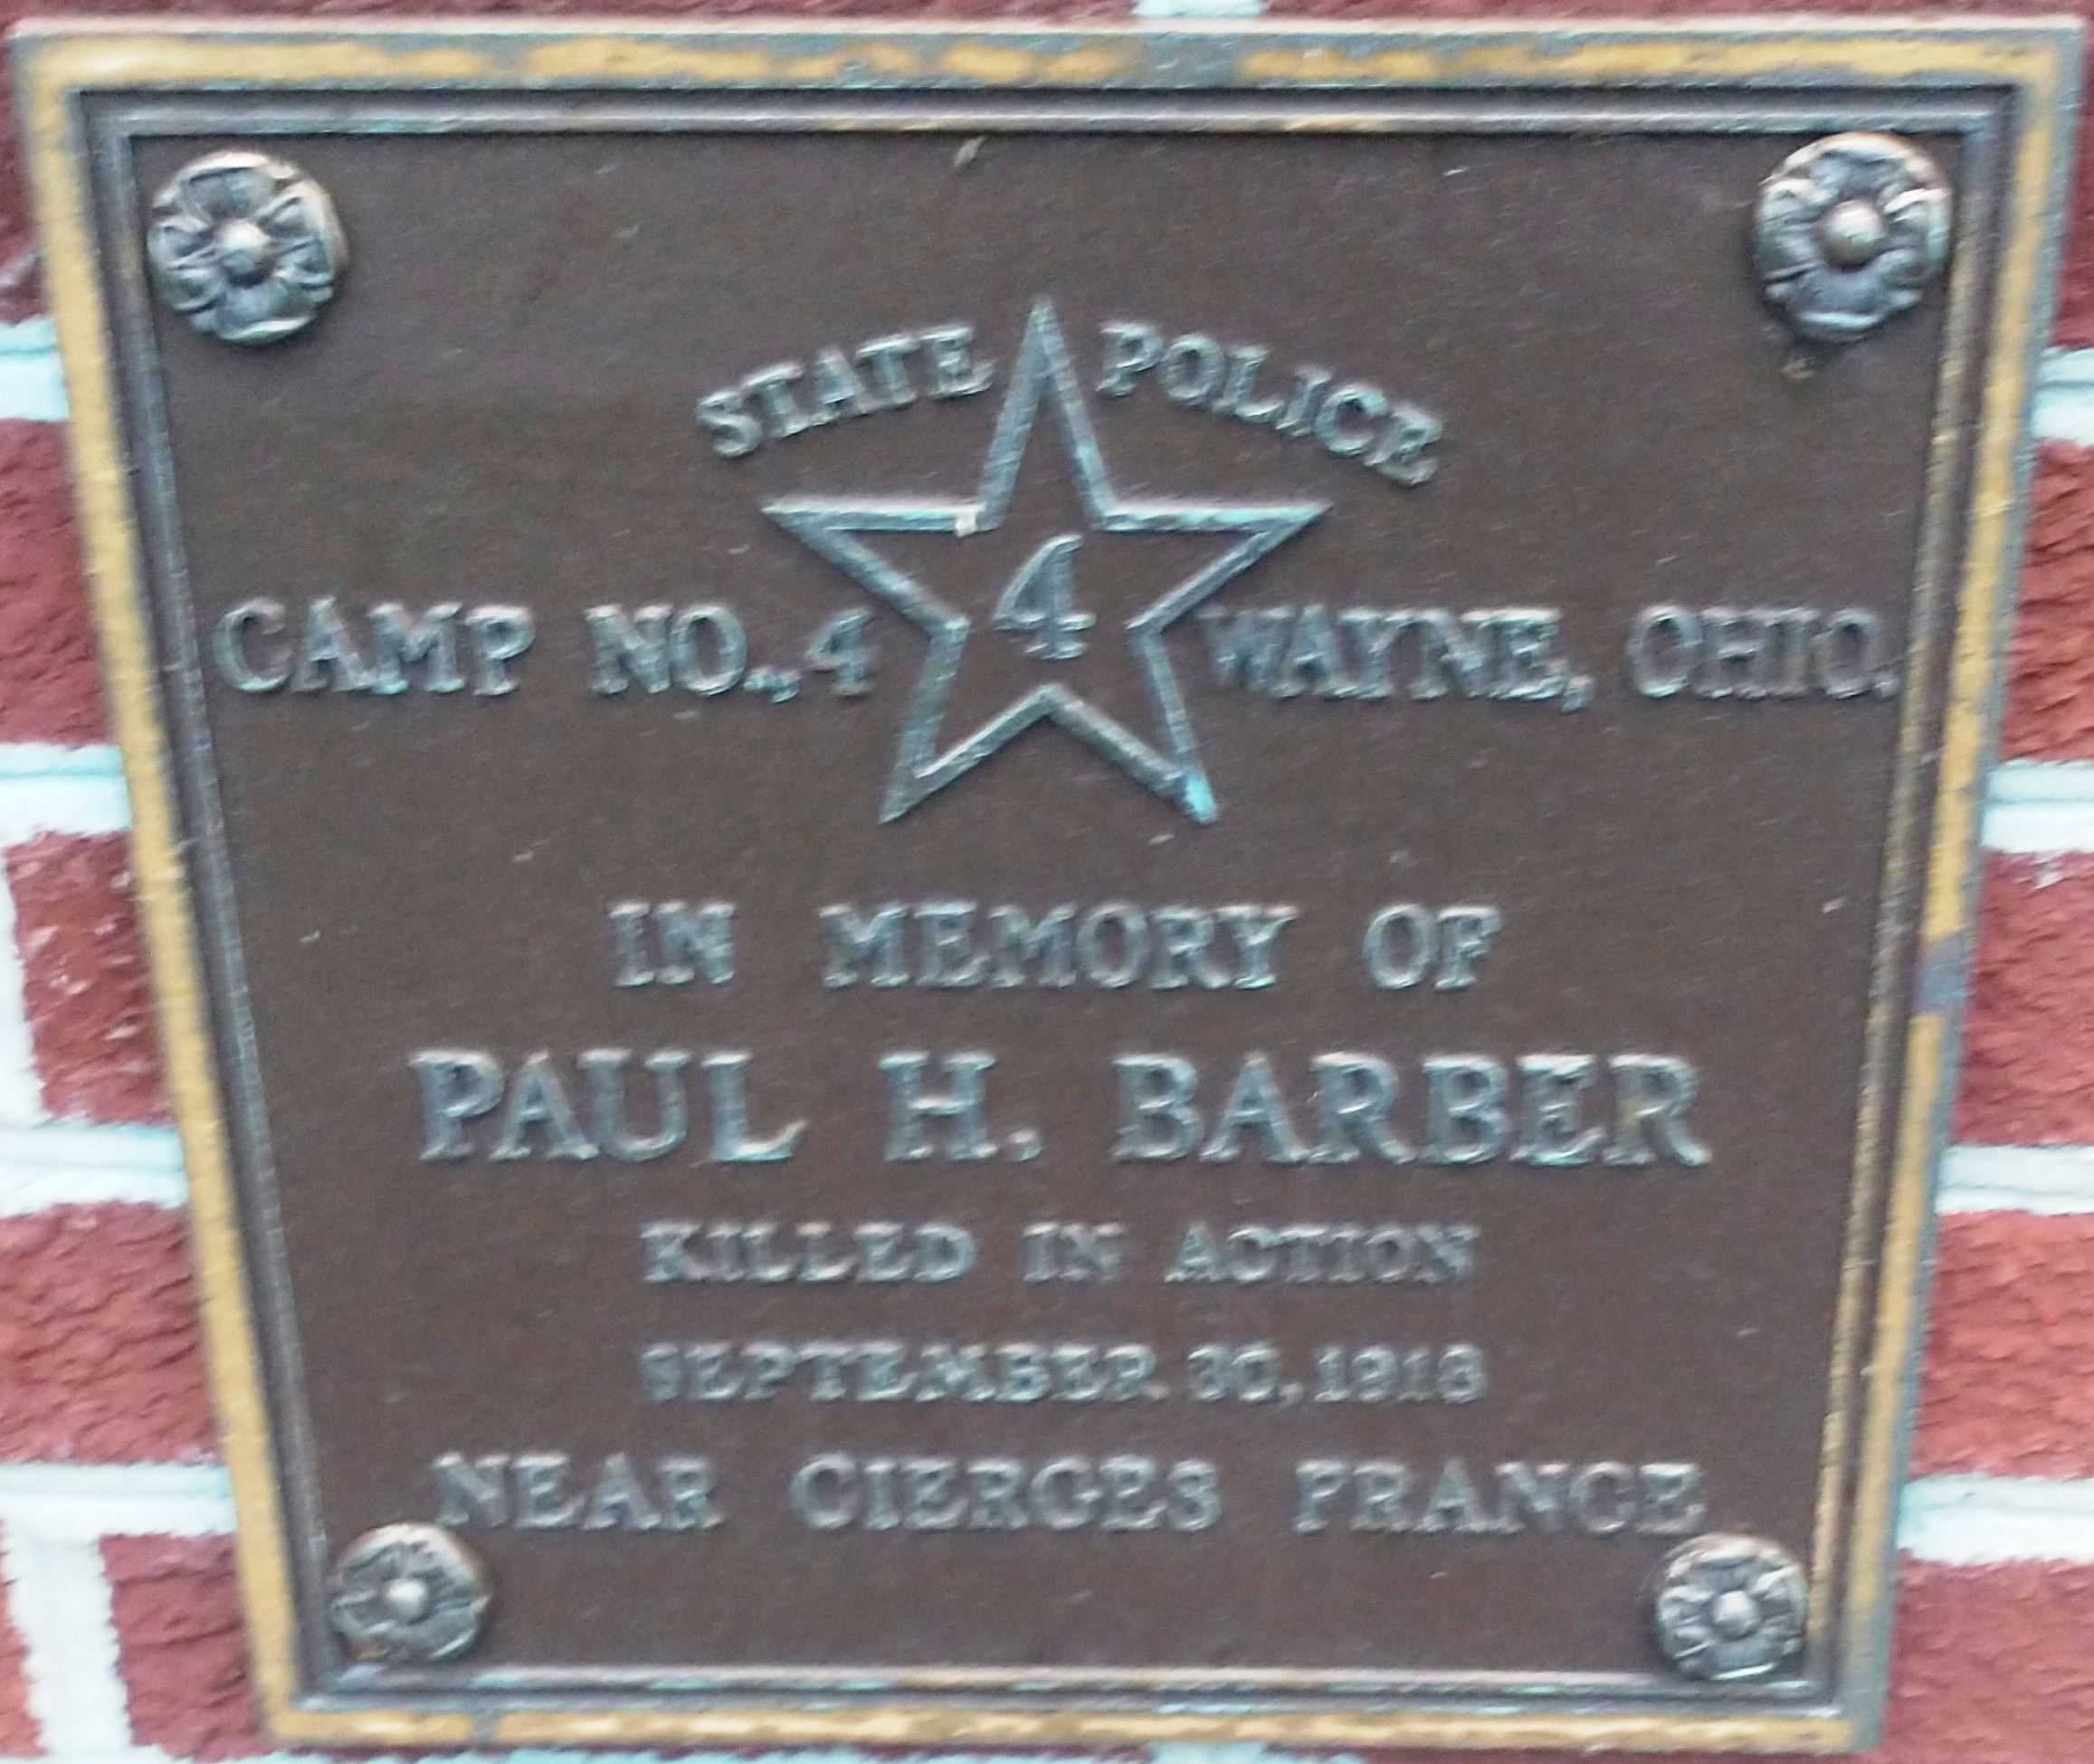 STATE POLICE
4
CAMP NO., 4 WAYNE, OHIO.
IN MEMORY OF
PAUL H. BARBER
KILLED IN ACTION
SEPTEMBER 30, 1918
NEAR CIERGES FRANCE